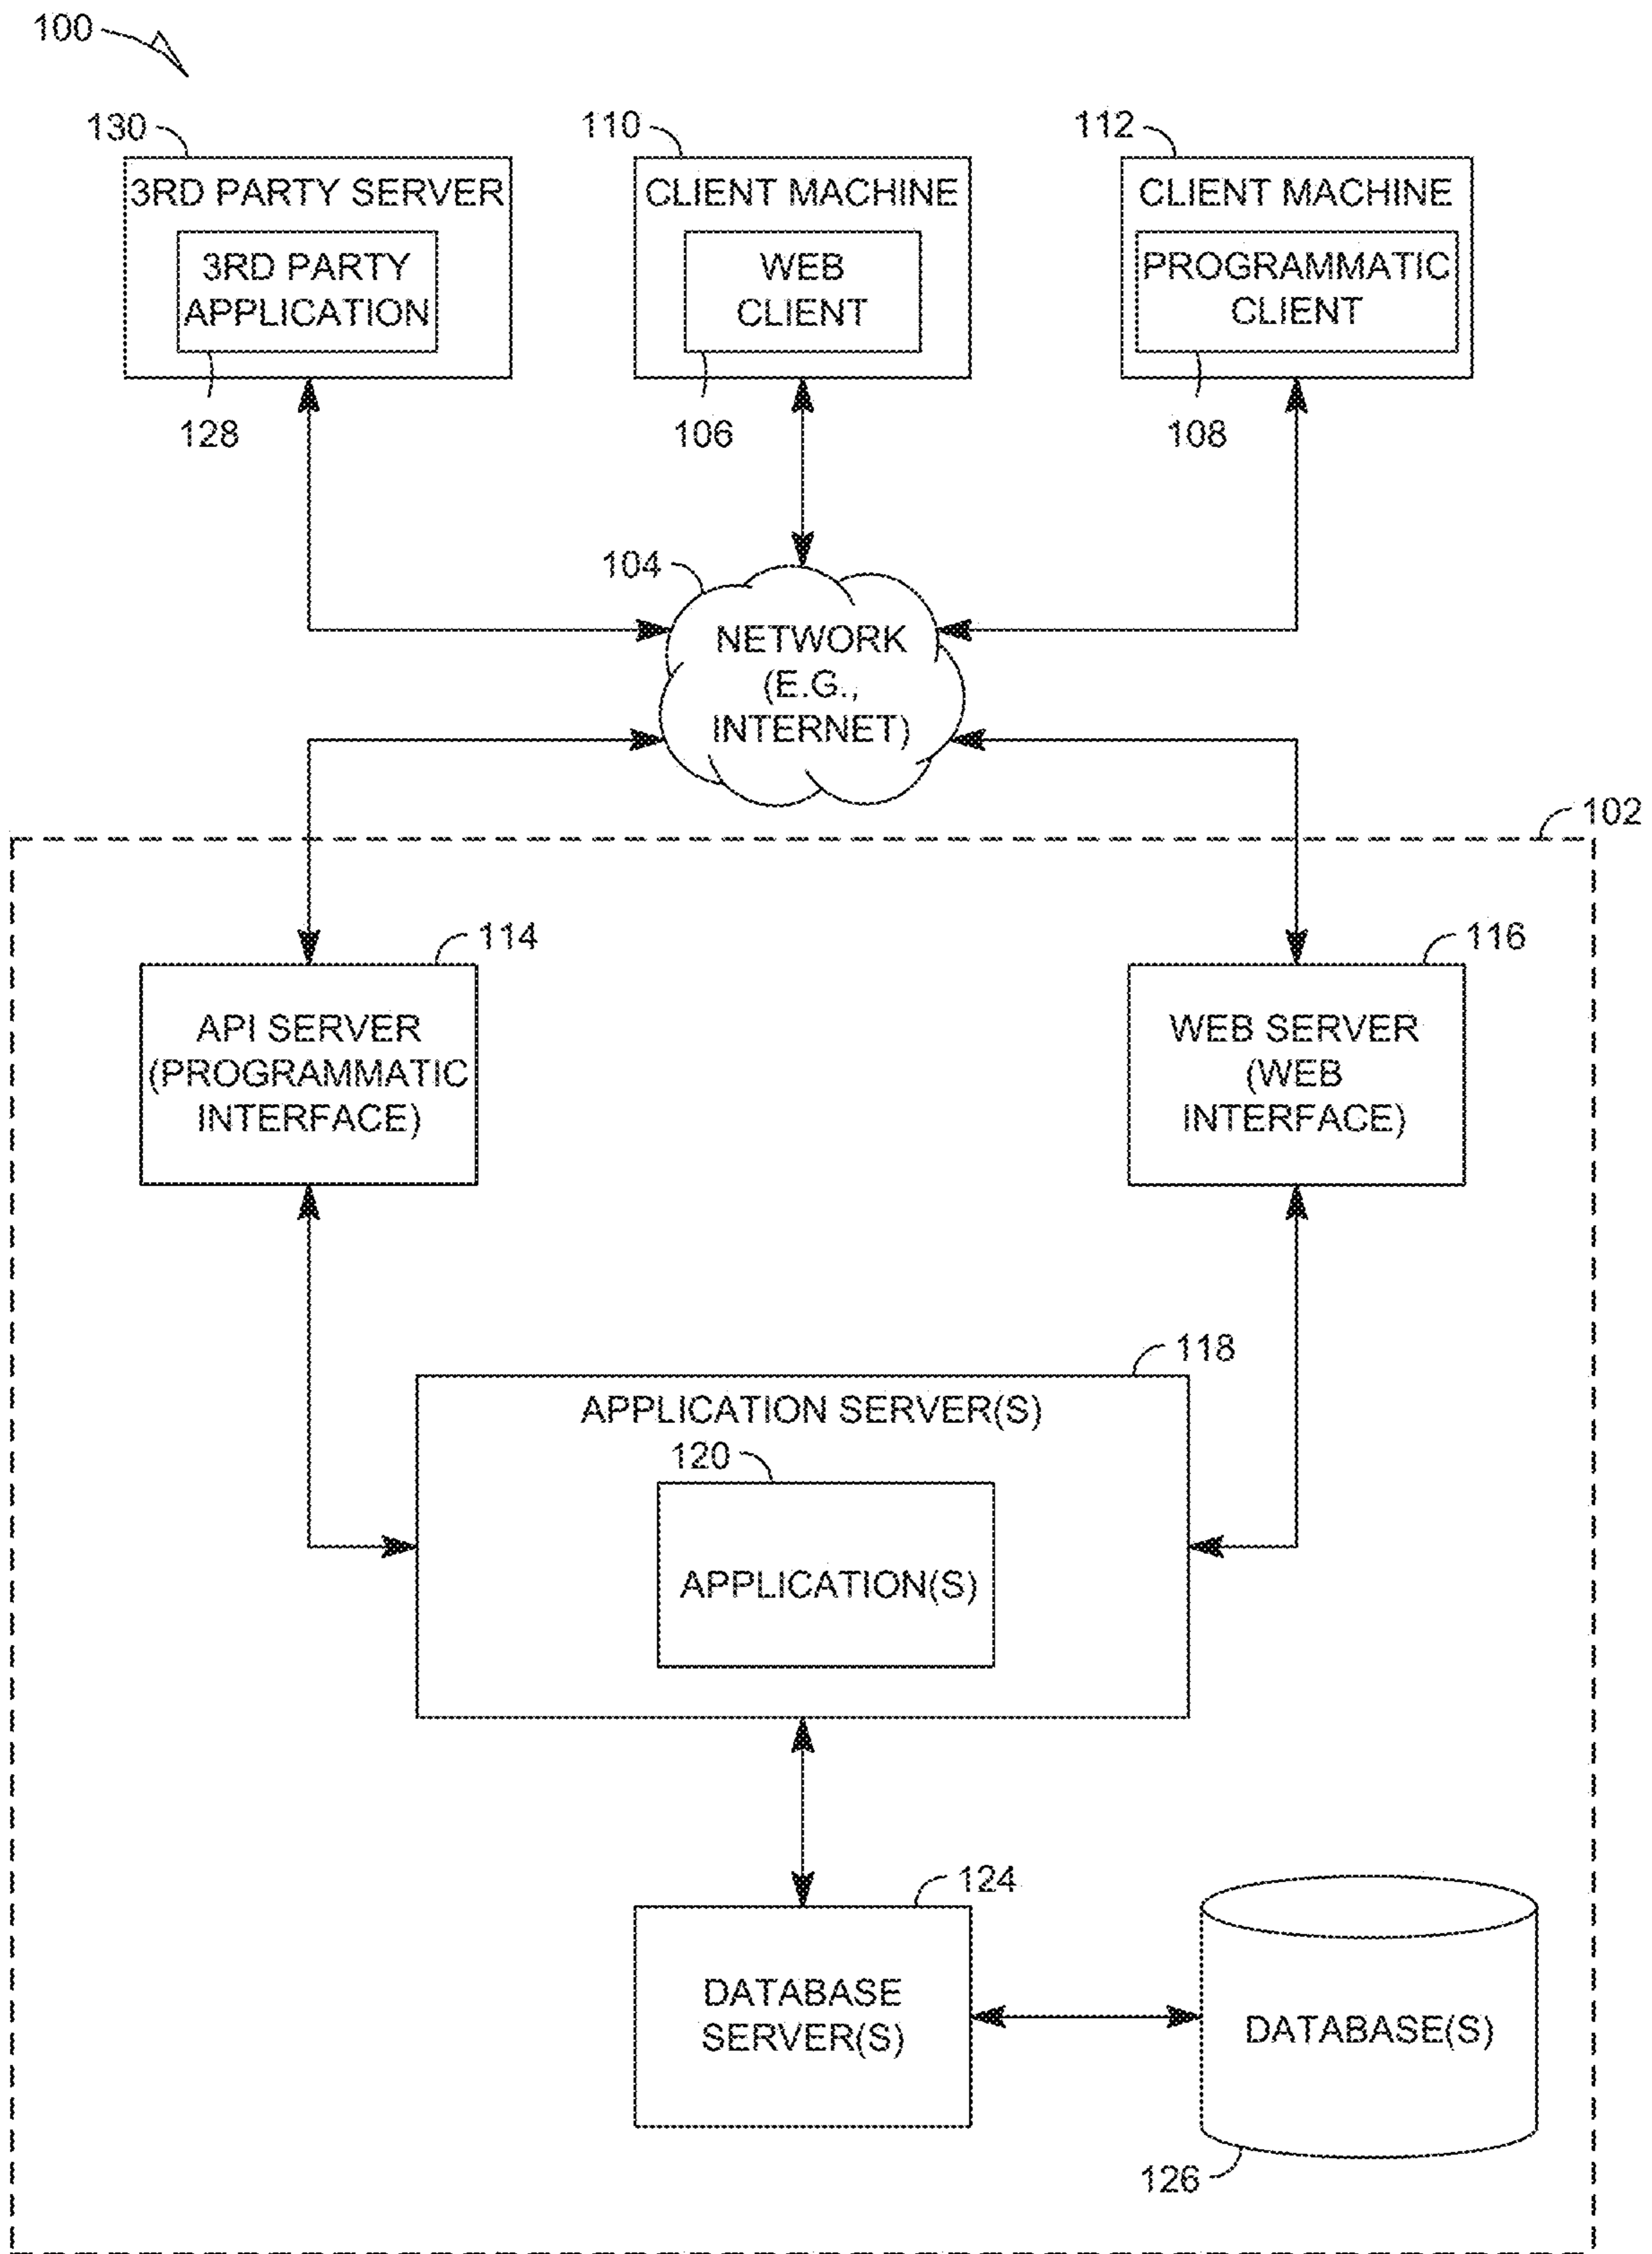 100
130
110
112
3RD PARTY SERVER
CLIENT MACHINE
CLIENT MACHINE
3RD PARTY
APPLICATION
WEB
CLIENT
PROGRAMMATIC
CLIENT
128
106
108
104
NETWORK
(E.G.,
INTERNET)
102
114
116
API SERVER
(PROGRAMMATIC
INTERFACE)
WEB SERVER
(WEB
INTERFACE)
118
APPLICATION SERVER(S)
120
APPLICATION(S)
124
DATABASE
SERVER(S)
DATABASE(S)
126